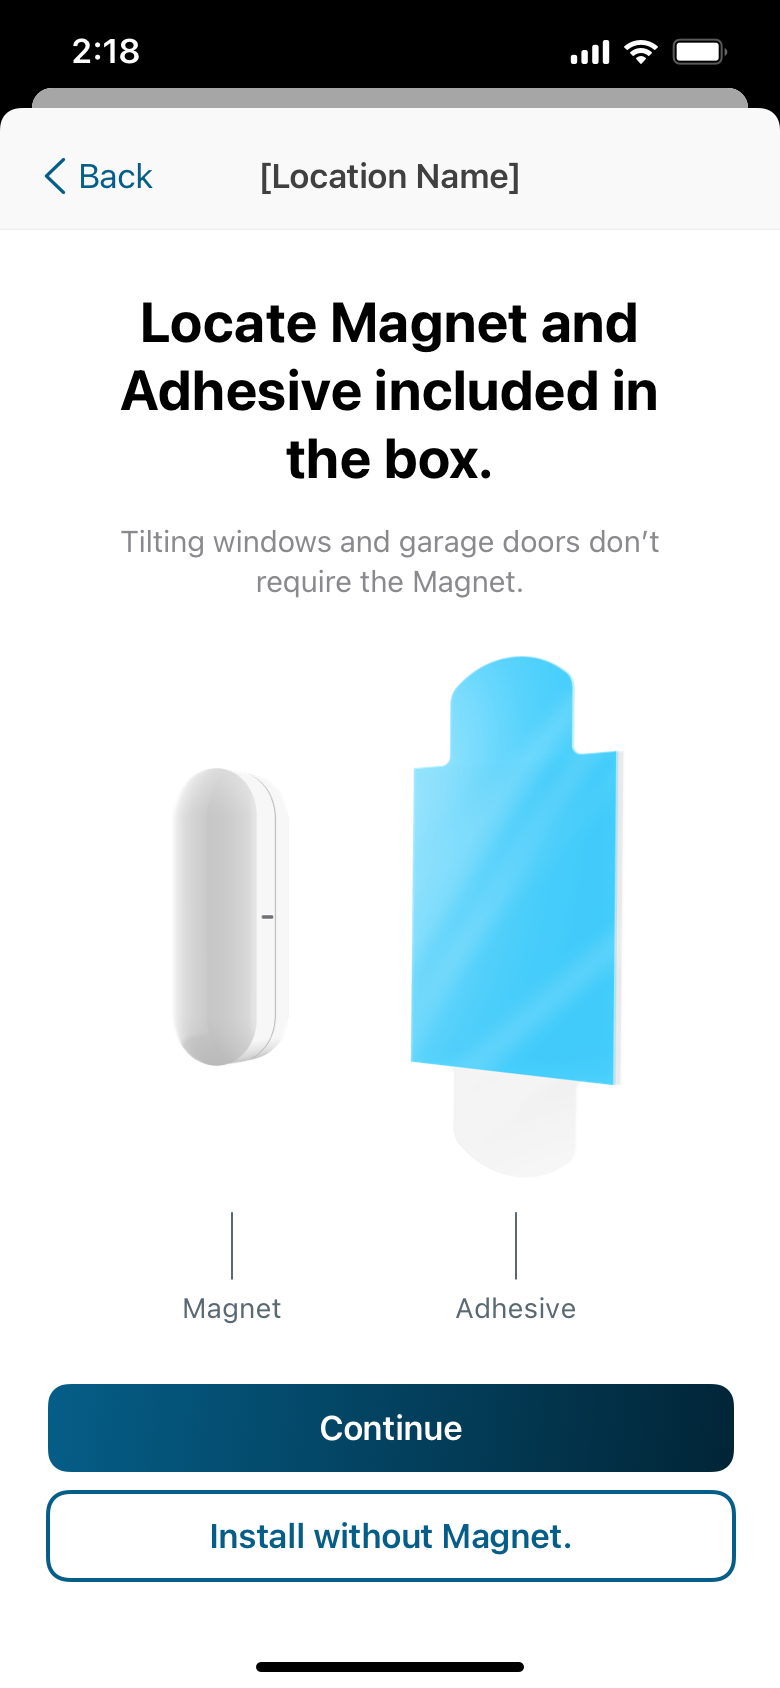 2:18
Back
[Location Name]
Locate Magnet and
Adhesive included in
the box.
Tilting windows and garage doors don’t
require the Magnet.
Magnet
Adhesive
Continue
Install without Magnet.